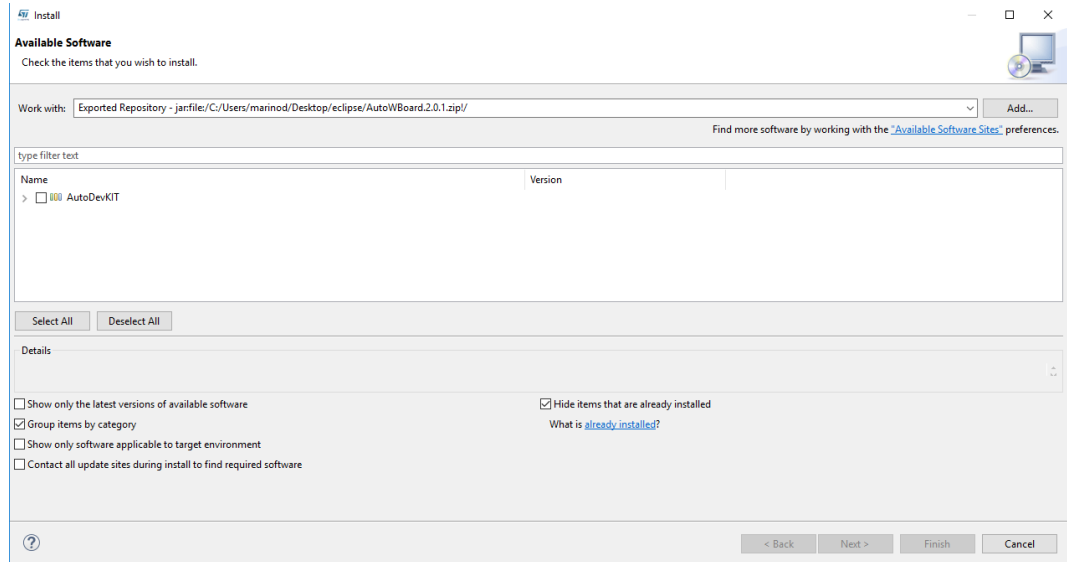 Install
Available Software
Check the items that you wish to install.
Work with: Exported Repository - jar:file:/C:/Users/marinod/Desktop/eclipse/AutoWBoard.2.0.1.zip!/ Add...
Find more software by working with the "Available Software Sites" preferences.
type filter text
Name Version
AutoDevKIT
Select All Deselect All
Details
Show only the latest versions of available software Hide items that are already installed
Group items by category What is already installed?
Show only software applicable to target environment
Contact all update sites during install to find required software
? < Back Next > Finish Cancel